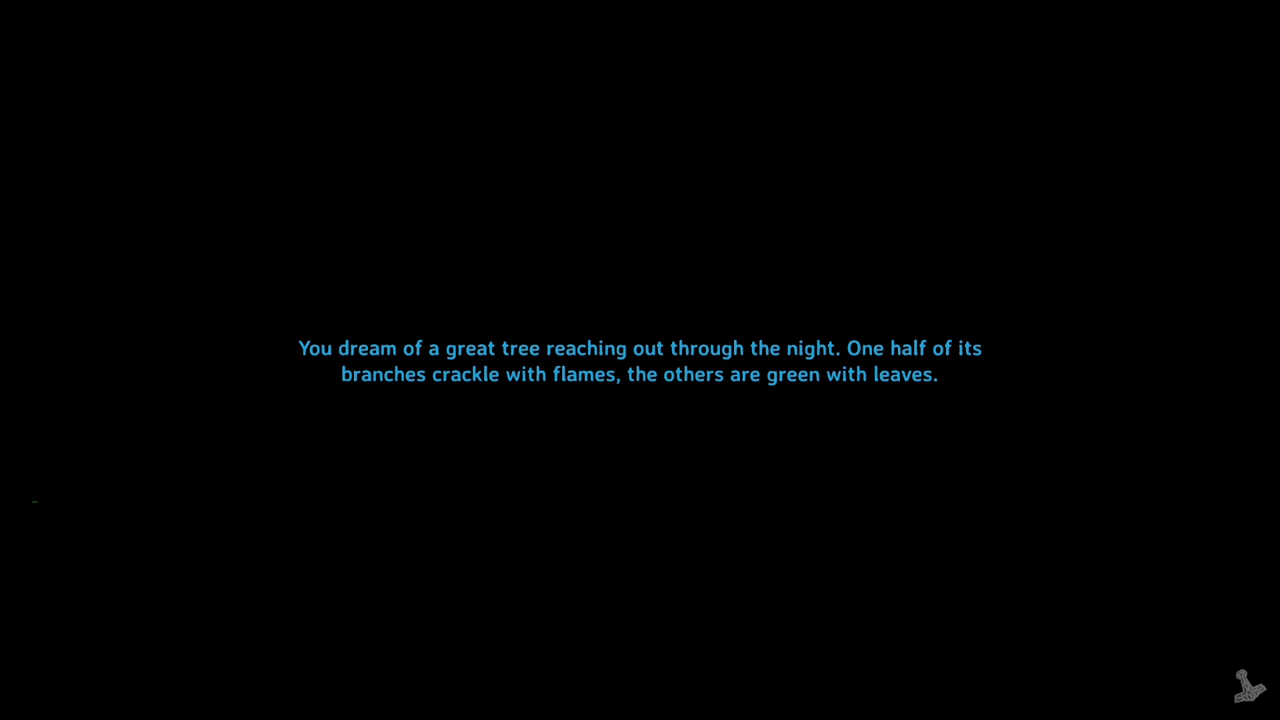 You dream of a great tree reaching out through the night. One half of its
branches crackle with flames, the others are green with leaves.